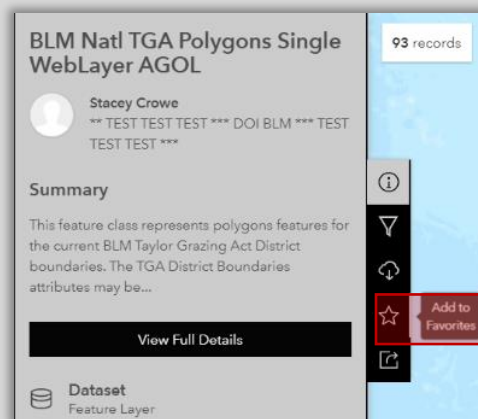 BLM Natl TGA Polygons Single
WebLayer AGOL
93 records
Stacey Crowe
** TEST TEST TEST *** DOI BLM *** TEST
TEST TEST ***
Summary
This feature class represents polygons features for
the current BLM Taylor Grazing Act District
boundaries. The TGA District Boundaries
attributes may be...
Add to
Favorites
View Full Details
Dataset
Feature Layer